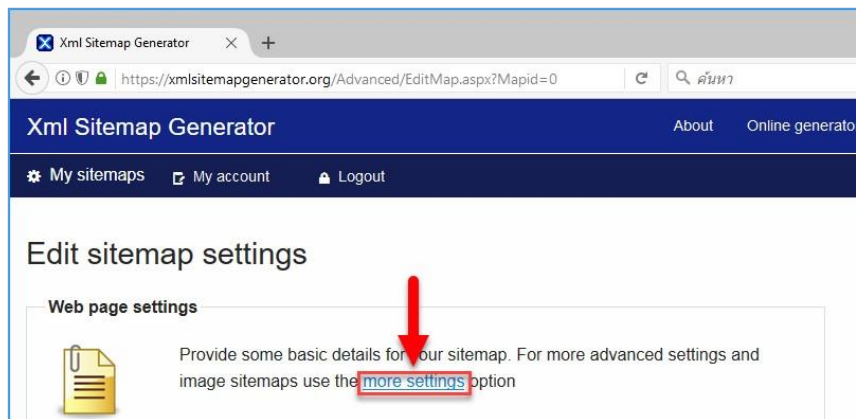 Xml Sitemap Generator
https://xmlsitemapgenerator.org/Advanced/EditMap.aspx?Mapid=0
ค้นหา
Xml Sitemap Generator
About
Online generato
My sitemaps
My account
Logout
Edit sitemap settings
Web page settings
Provide some basic details for your sitemap. For more advanced settings and
image sitemaps use the more settings option